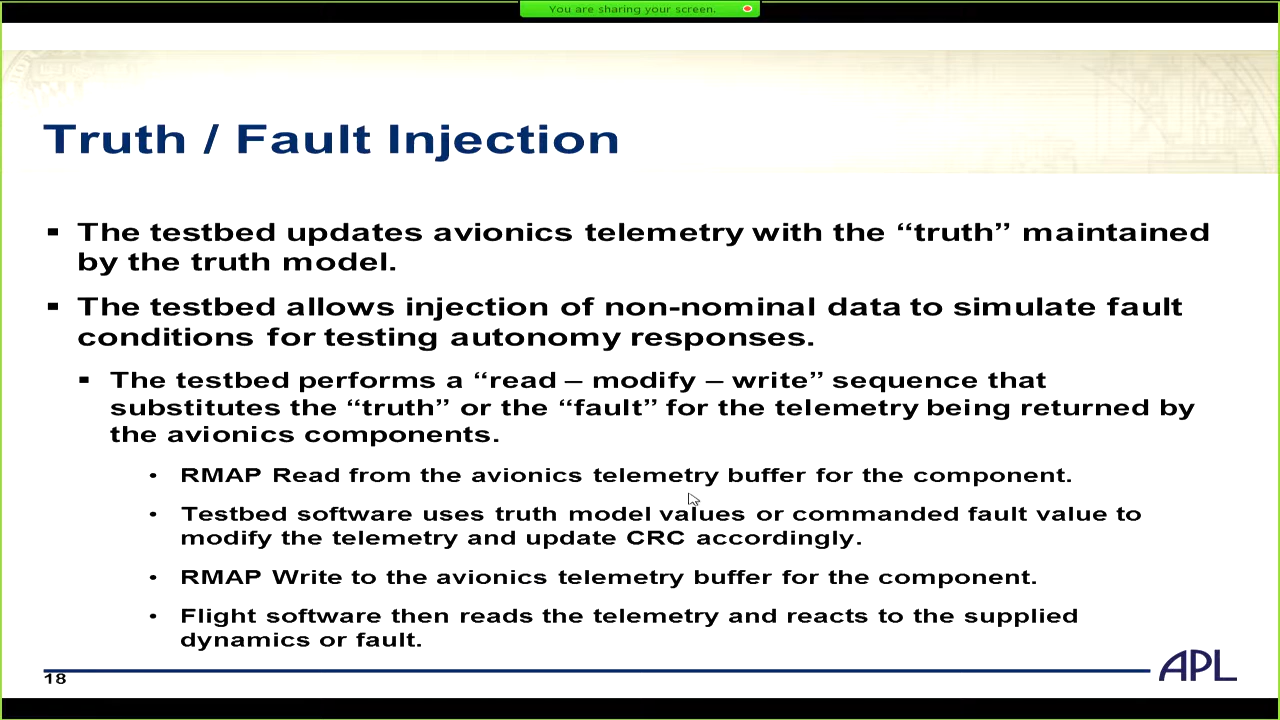 You are sharing your screen.
Truth / Fault Injection
The testbed updates avionics telemetry with the “truth” maintained
by the truth model.
The testbed allows injection of non-nominal data to simulate fault
conditions for testing autonomy responses.
The testbed performs a “read – modify – write” sequence that
substitutes the “truth” or the “fault” for the telemetry being returned by
the avionics components.
RMAP Read from the avionics telemetry buffer for the component.
Testbed software uses truth model values or commanded fault value to
modify the telemetry and update CRC accordingly.
RMAP Write to the avionics telemetry buffer for the component.
Flight software then reads the telemetry and reacts to the supplied
dynamics or fault.
18
APL